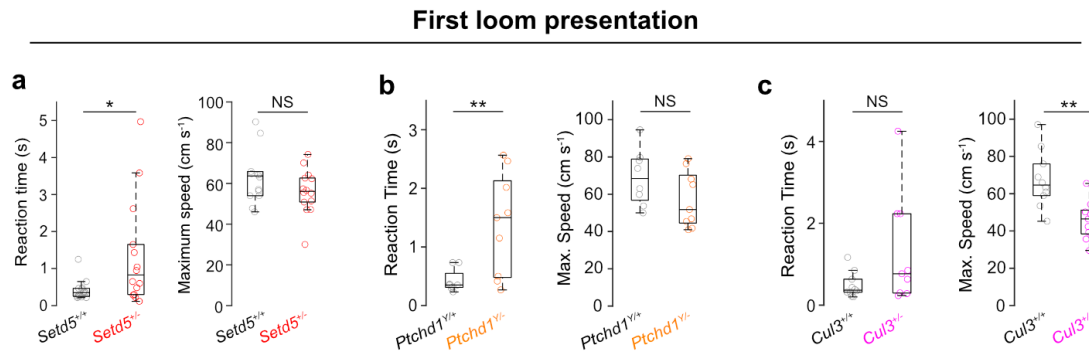 First loom presentation
a
*
Reaction time (s)
5
4
3
2
1
0
Setd5+/+
Setd5+/-
NS
Maximum speed (cm s-1)
100
80
60
40
20
0
Setd5+/+
Setd5+/-
b
**
Reaction Time (s)
3
2
1
0
Ptchd1Y/+
Ptchd1Y/-
NS
Max. Speed (cm s-1)
100
80
60
40
20
0
Ptchd1Y/+
Ptchd1Y/-
c
NS
Reaction Time (s)
4
2
0
Cul3+/+
Cul3+/-
**
Max. Speed (cm s-1)
100
80
60
40
20
0
Cul3+/+
Cul3+/